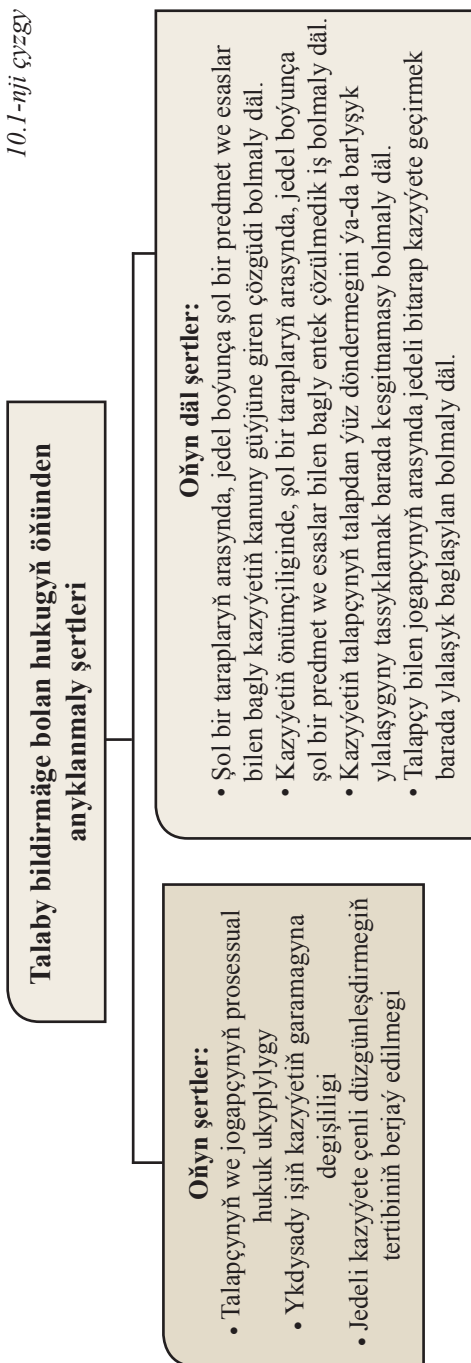 10.1-nji çyzgy
Talaby bildirmäge bolan hukugyň öňünden
anyklanmaly şertleri
Oňyn şertler:
• Talapçynyň we jogapçynyň prosessual
hukuk ukyplylygy
• Ykdysady işiň kazyýetiň garamagyna
degişliligi
• Jedeli kazyýete çenli düzgünleşdirmegiň
tertibiniň berjaý edilmegi
Oňyn däl şertler:
• Şol bir taraplaryň arasynda, jedel boýunça şol bir predmet we esaslar
bilen bagly kazyýetiň kanuny güýjüne giren çözgüdi bolmaly däl.
• Kazyýetiň önümçiliginde, şol bir taraplaryň arasynda, jedel boýunça
şol bir predmet we esaslar bilen bagly entek çözülmedik iş bolmaly däl.
• Kazyýetiň talapçynyň talapdan ýüz döndermegini ýa-da barlyşyk
ylalaşygyny tassyklamak barada kesgitnamasy bolmaly däl.
• Talapçy bilen jogapçynyň arasynda jedeli bitarap kazyýete geçirmek
barada ylalaşyk baglaşylan bolmaly däl.